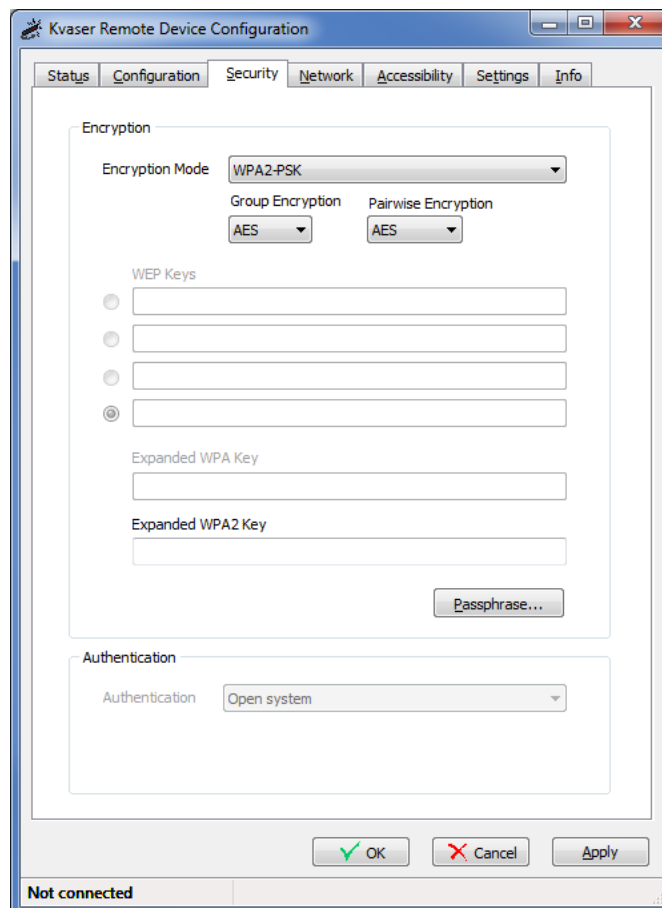 Kvaser Remote Device Configuration
Status Configuration Security Network Accessibility Settings Info
Encryption
Encryption Mode WPA2-PSK
Group Encryption Pairwise Encryption
AES AES
WEP Keys
Expanded WPA Key
Expanded WPA2 Key
Passphrase...
Authentication
Authentication Open system
OK Cancel Apply
Not connected